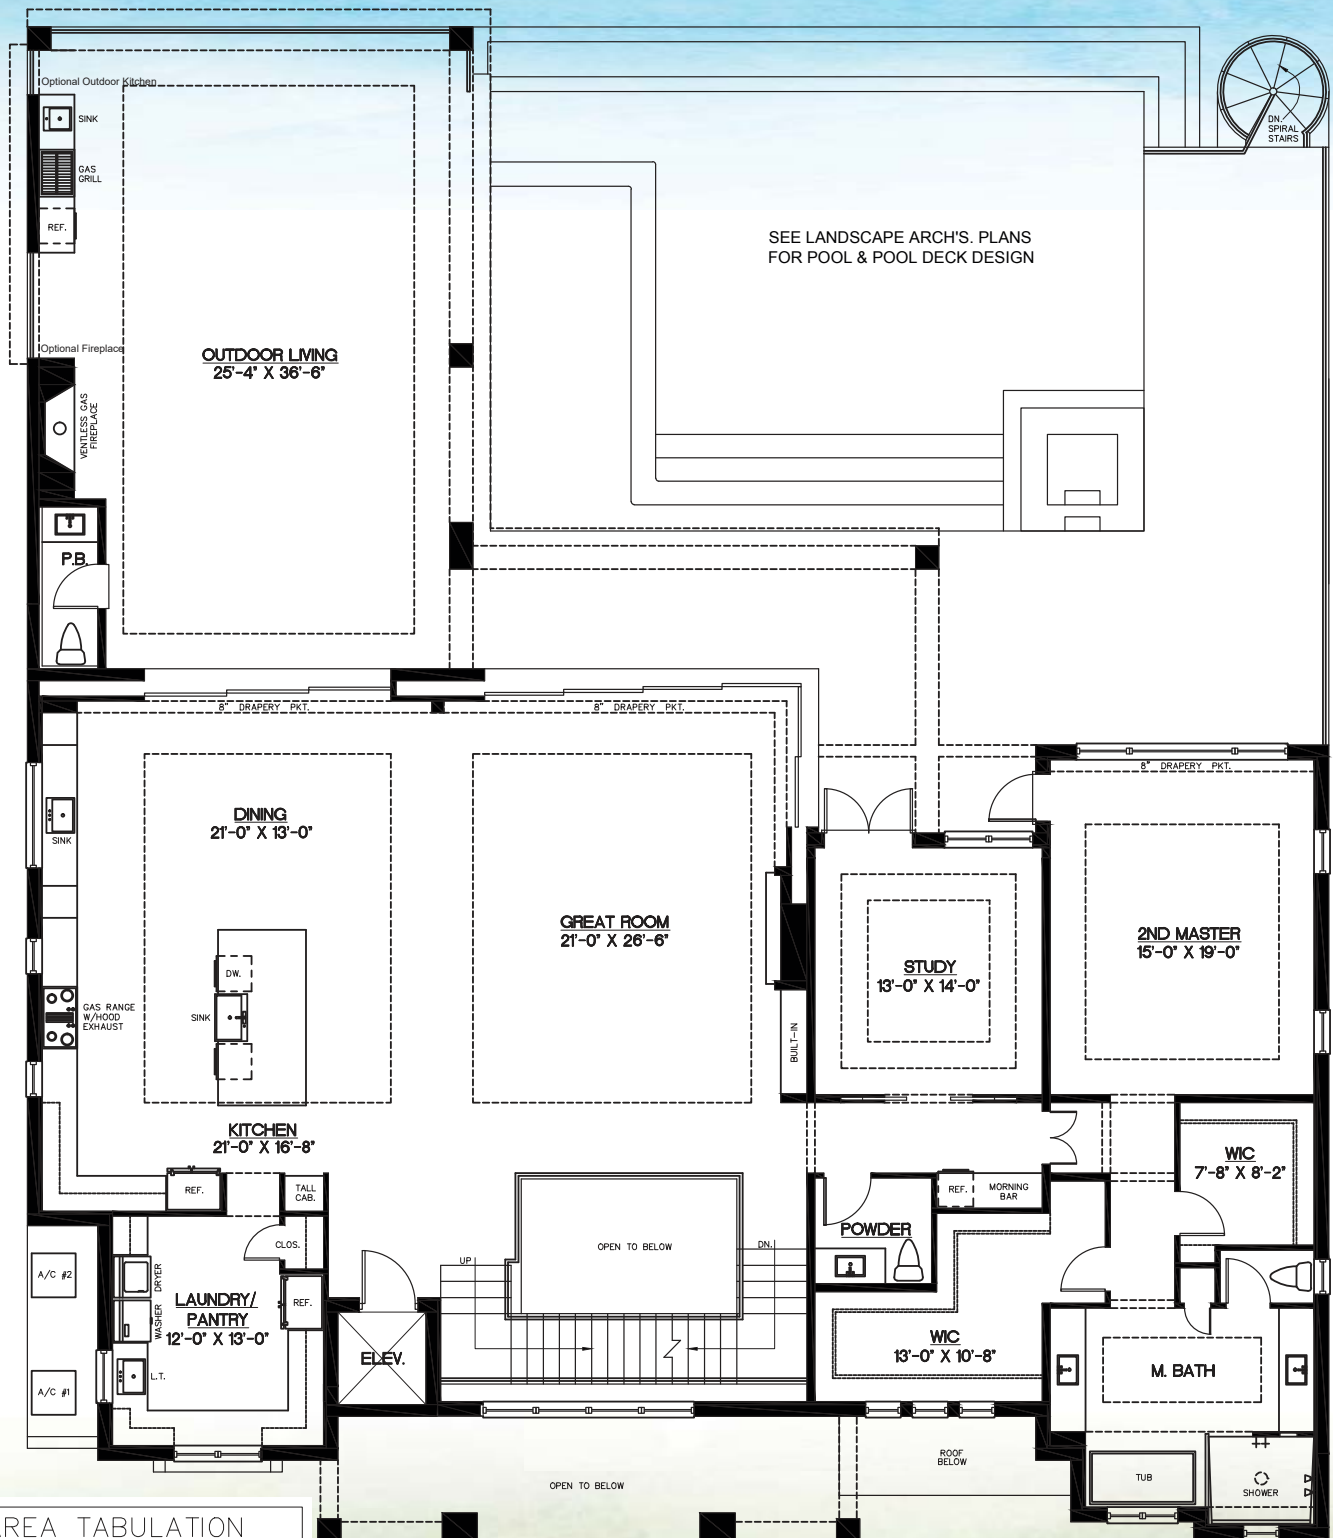 Optional Outdoor Kitchen
SINK
GAS
GRILL
REF.
DN.
SPIRAL
STAIRS
SEE LANDSCAPE ARCH'S. PLANS
FOR POOL & POOL DECK DESIGN
Optional Fireplace
OUTDOOR LIVING
25'-4" X 36'-6"
VENTLESS GAS
FIREPLACE
P.B.
8" DRAPERY PKT.
8" DRAPERY PKT.
8" DRAPERY PKT.
DINING
21'-0" X 13'-0"
SINK
GREAT ROOM
21'-0" X 26'-6"
2ND MASTER
15'-0" X 19'-0"
STUDY
13'-0" X 14'-0"
DW.
SINK
GAS RANGE
W/HOOD
EXHAUST
BUILT-IN
KITCHEN
21'-0" X 16'-8"
WIC
7'-8" X 8'-2"
REF.
TALL
CAB.
REF.
MORNING
BAR
POWDER
CLOS.
UP
OPEN TO BELOW
DN.
A/C #2
DRYER
WASHER
LAUNDRY/
PANTRY
12'-0" X 13'-0"
REF.
ELEV.
WIC
13'-0" X 10'-8"
M. BATH
L.T.
A/C #1
ROOF
BELOW
OPEN TO BELOW
TUB
SHOWER
AREA TABULATION